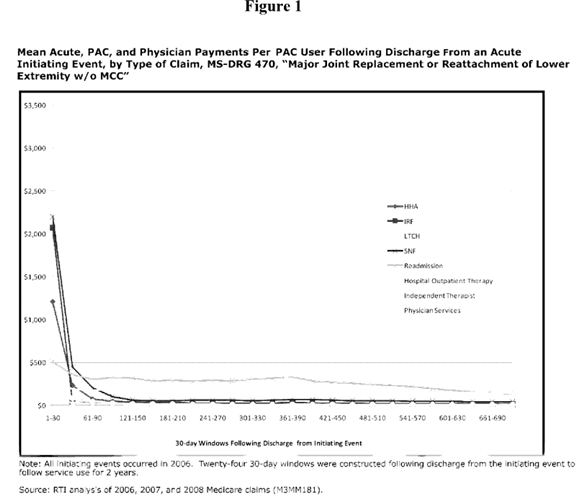 Figure 1
Mean Acute, PAC, and Physician Payments Per PAC User Following Discharge From an Acute
Initiating Event, by Type of Claim, MS-DRG 470, “Major Joint Replacement or Reattachment of Lower
Extremity w/o MCC”
$3,500
$3,000
$2,500
$2,000
$1,500
$1,000
$500
$0
HHA
IRF
LTCH
SNF
Readmission
Hospital Outpatient Therapy
Independent Therapist
Physician Services
1-30 61-90 121-150 181-210 241-270 301-330 361-390 421-450 481-510 541-570 601-630 661-690
30-day Windows Following Discharge from Initiating Event
Note: All initiating events occurred in 2006. Twenty-four 30-day windows were constructed following discharge from the initiating event to
follow service use for 2 years.
Source: RTI analysis of 2006, 2007, and 2008 Medicare claims (M3MM181).